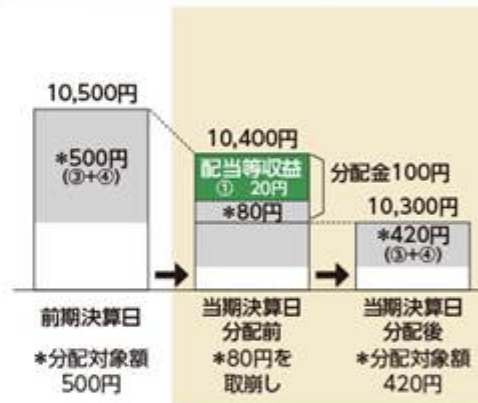 10,500円
*500円
(③+④)
10,400円
配当等収益
① 20円
*80円
分配金100円
10,300円
*420円
(③+④)
前期決算日
*分配対象額
500円
当期決算日
分配前
*80円を
取崩し
当期決算日
分配後
*分配対象額
420円